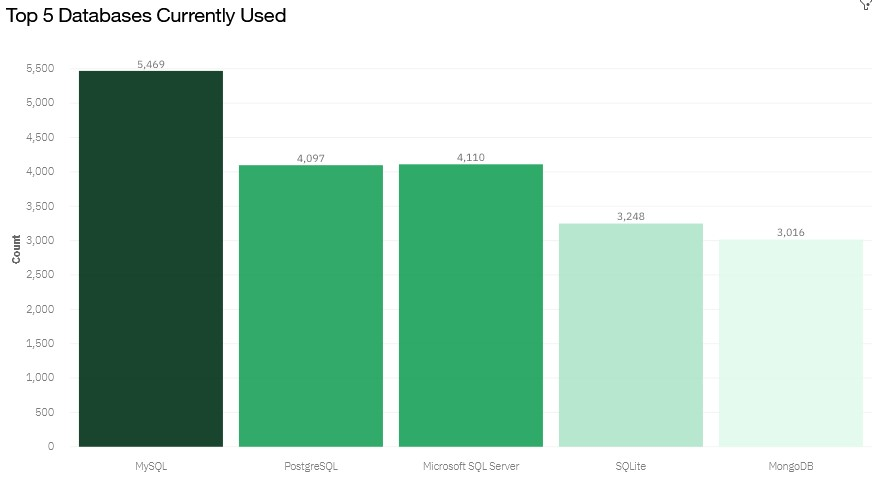 Top 5 Databases Currently Used
5,500
5,000
4,500
4,000
3,500
3,000
2,500
2,000
1,500
1,000
500
0
Count
5,469
4,097
4,110
3,248
3,016
MySQL
PostgreSQL
Microsoft SQL Server
SQLite
MongoDB